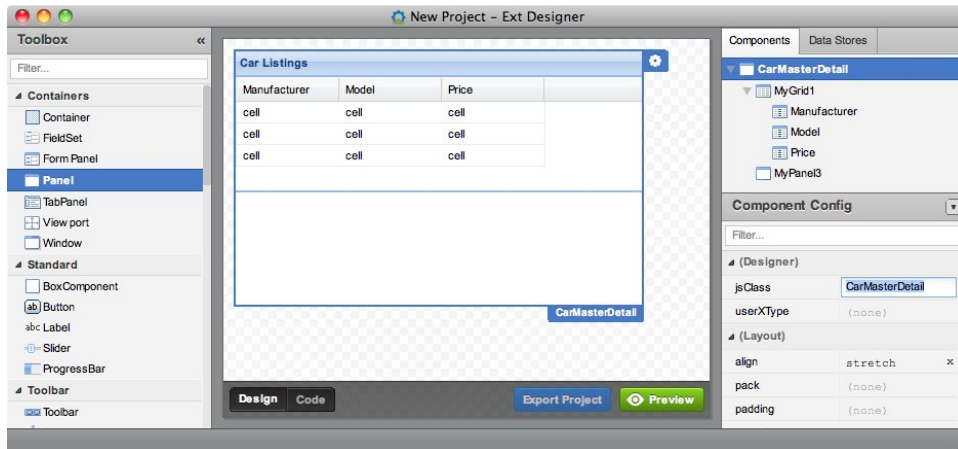 New Project – Ext Designer
Toolbox «
Filter...
Containers
Container
FieldSet
Form Panel
Panel
TabPanel
View port
Window
Standard
BoxComponent
ab Button
abc Label
Slider
ProgressBar
Toolbar
Toolbar
Car Listings
Manufacturer Model Price
cell cell cell
cell cell cell
cell cell cell
CarMasterDetail
Design Code Export Project Preview
Components Data Stores
CarMasterDetail
MyGrid1
Manufacturer
Model
Price
MyPanel3
Component Config
Filter...
(Designer)
jsClass CarMasterDetail
userXType (none)
(Layout)
align stretch x
pack (none)
padding (none)